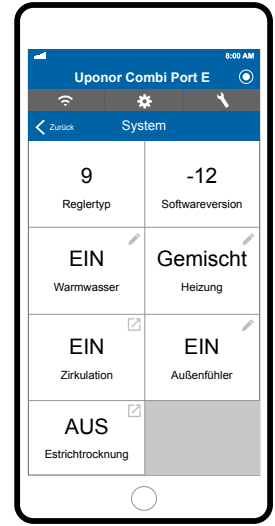 8:00 AM
Uponor Combi Port E
Zurück System
9 -12
Reglertyp Softwareversion
EIN Gemischt
Warmwasser Heizung
EIN EIN
Zirkulation Außenfühler
AUS
Estrichtrocknung